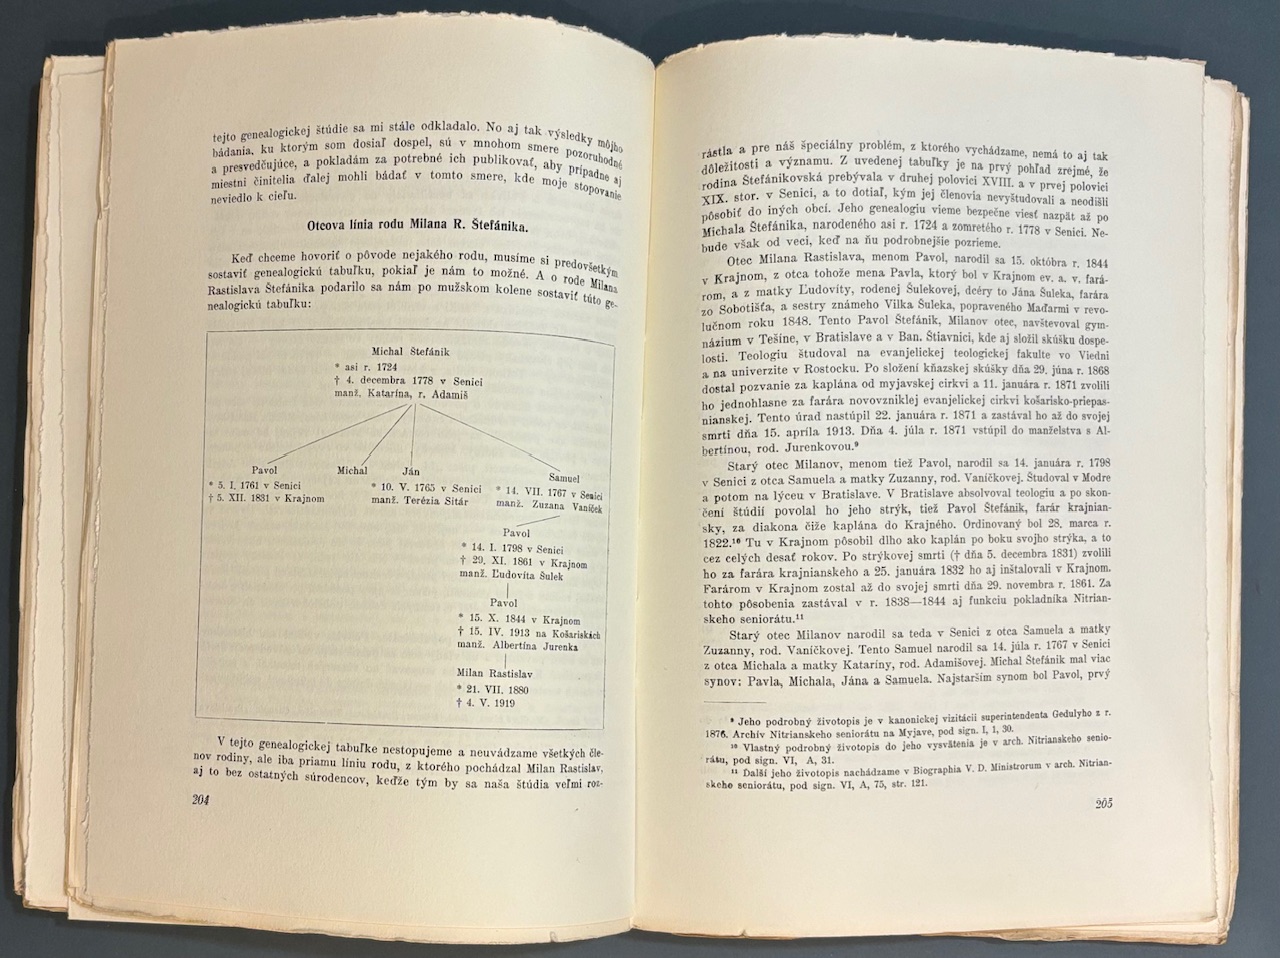 tejto genealogickej štúdie sa mi stále odkladalo. No aj tak výsledky môjho
bádania, ku ktorým som dosiaľ dospel, sú v mnohom smere pozoruhodné
a presvedčujúce, a pokladám za potrebné ich publikovať, aby prípadne aj
miestni činitelia ďalej mohli bádať v tomto smere, kde moje stopovanie
neviedlo k cieľu.
Otcova línia rodu Milana R. Štefánika.
Keď chceme hovoriť o pôvode nejakého rodu, musíme si predovšetkým
sostaviť genealogickú tabuľku, pokiaľ je nám to možné. A o rode Milana
Rastislava Štefánika podarilo sa nám po mužskom kolene sostaviť túto ge-
nealogickú tabuľku:
Michal Štefánik
* asi r. 1724
† 4. decembra 1778 v Senici
manž. Katarína, r. Adamiš
Pavol
* 5. I. 1761 v Senici
† 5. XII. 1831 v Krajnom
Michal
Ján
* 10. V. 1765 v Senici
manž. Terézia Sitár
Samuel
* 14. VII. 1767 v Senici
manž. Zuzana Vaníček
Pavol
* 14. I. 1798 v Senici
† 29. XI. 1861 v Krajnom
manž. Ľudovíta Šulek
Pavol
* 15. X. 1844 v Krajnom
† 15. IV. 1913 na Košariskách
manž. Albertína Jurenka
Milan Rastislav
* 21. VII. 1880
† 4. V. 1919
V tejto genealogickej tabuľke nestopujeme a neuvádzame všetkých čle-
nov rodiny, ale iba priamu líniu rodu, z ktorého pochádzal Milan Rastislav,
aj to bez ostatných súrodencov, keďže tým by sa naša štúdia veľmi roz-
204
rástla a pre náš špeciálny problém, z ktorého vychádzame, nemá to aj tak
dôležitosti a významu. Z uvedenej tabuľky je na prvý pohľad zrejmé, že
rodina Štefánikovská prebývala v druhej polovici XVIII. a v prvej polovici
XIX. stor. v Senici, a to dotiaľ, kým jej členovia nevyštudovali a neodišli
pôsobiť do iných obcí. Jeho genealogiu vieme bezpečne viesť nazpät až po
Michala Štefánika, narodeného asi r. 1724 a zomretého r. 1778 v Senici. Ne-
bude však od veci, keď na ňu podrobnejšie pozrieme.
Otec Milana Rastislava, menom Pavol, narodil sa 15. októbra r. 1844
v Krajnom, z otca tohože mena Pavla, ktorý bol v Krajnom ev. a. v. fará-
rom, a z matky Ľudovíty, rodenej Šulekovej, dcéry to Jána Šuleka, farára
zo Sobotišťa, a sestry známeho Vilka Šuleka, popraveného Maďarmi v revo-
lučnom roku 1848. Tento Pavol Štefánik, Milanov otec, navštevoval gym-
názium v Tešíne, v Bratislave a v Ban. Štiavnici, kde aj složil skúšku dospe-
losti. Teologiu študoval na evanjelickej teologickej fakulte vo Viedni
a na univerzite v Rostocku. Po složení kňazskej skúšky dňa 29. júna r. 1868
dostal pozvanie za kaplána od myjavskej cirkvi a 11. januára r. 1871 zvolili
ho jednohlasne za farára novovzniklej evanjelickej cirkvi košarisko-priepas-
nianskej. Tento úrad nastúpil 22. januára r. 1871 a zastával ho až do svojej
smrti dňa 15. apríla 1913. Dňa 4. júla r. 1871 vstúpil do manželstva s Al-
bertínou, rod. Jurenkovou.⁹
Starý otec Milanov, menom tiež Pavol, narodil sa 14. januára r. 1798
v Senici z otca Samuela a matky Zuzanny, rod. Vaníčkovej. Študoval v Modre
a potom na lýceu v Bratislave. V Bratislave absolvoval teologiu a po skon-
čení štúdií povolal ho jeho strýk, tiež Pavol Štefánik, farár krajnian-
sky, za diakona čiže kaplána do Krajného. Ordinovaný bol 28. marca r.
1822.¹⁰ Tu v Krajnom pôsobil dlho ako kaplán po boku svojho strýka, a to
cez celých desať rokov. Po strýkovej smrti († dňa 5. decembra 1831) zvolili
ho za farára krajnianskeho a 25. januára 1832 ho aj inštalovali v Krajnom.
Farárom v Krajnom zostal až do svojej smrti dňa 29. novembra r. 1861. Za
tohto pôsobenia zastával v r. 1838—1844 aj funkciu pokladníka Nitrian-
skeho seniorátu.¹¹
Starý otec Milanov narodil sa teda v Senici z otca Samuela a matky
Zuzanny, rod. Vaníčkovej. Tento Samuel narodil sa 14. júla r. 1767 v Senici
z otca Michala a matky Kataríny, rod. Adamišovej. Michal Štefánik mal viac
synov: Pavla, Michala, Jána a Samuela. Najstarším synom bol Pavol, prvý
⁹ Jeho podrobný životopis je v kanonickej vizitácii superintendenta Gedulyho z r.
1876. Archív Nitrianskeho seniorátu na Myjave, pod sign. I, 1, 30.
¹⁰ Vlastný podrobný životopis do jeho vysvätenia je v arch. Nitrianskeho senio-
rátu, pod sign. VI, A, 31.
¹¹ Ďalší jeho životopis nachádzame v Biographia V. D. Ministrorum v arch. Nitrian-
skeho seniorátu, pod sign. VI, A, 75, str. 121.
205